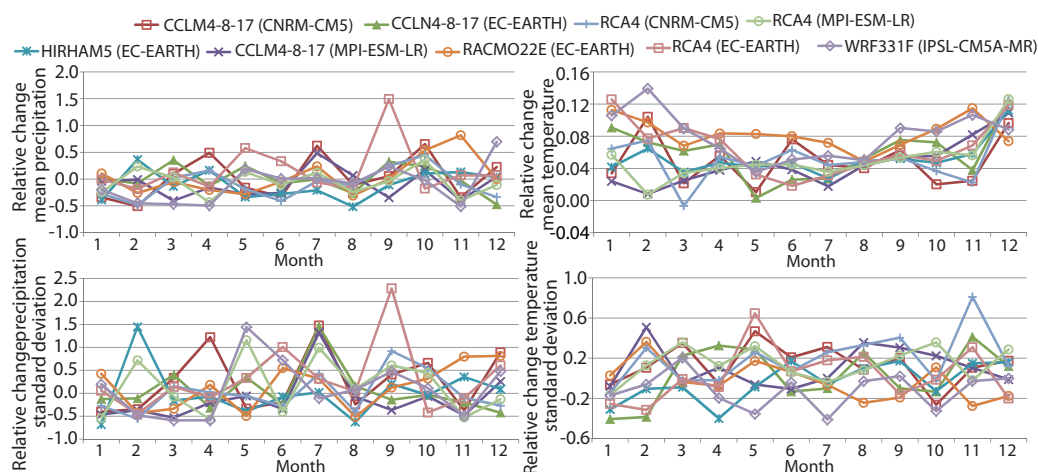 CCLM4-8-17 (CNRM-CM5) CCLN4-8-17 (EC-EARTH) RCA4 (CNRM-CM5) RCA4 (MPI-ESM-LR)
HIRHAM5 (EC-EARTH) CCLM4-8-17 (MPI-ESM-LR) RACMO22E (EC-EARTH) RCA4 (EC-EARTH) WRF331F (IPSL-CM5A-MR)
Relative change
mean precipitation
2.0
1.5
1.0
0.5
0.0
-0.5
-1.0
1 2 3 4 5 6 7 8 9 10 11 12
Month
Relative change
mean temperature
0.16
0.12
0.08
0.04
0.00
-0.04
1 2 3 4 5 6 7 8 9 10 11 12
Month
Relative changeprecipitation
standard deviation
2.5
2.0
1.5
1.0
0.5
0.0
-0.5
-1.0
1 2 3 4 5 6 7 8 9 10 11 12
Month
Relative change temperature
standard deviation
1.0
0.6
0.2
-0.2
-0.6
1 2 3 4 5 6 7 8 9 10 11 12
Month